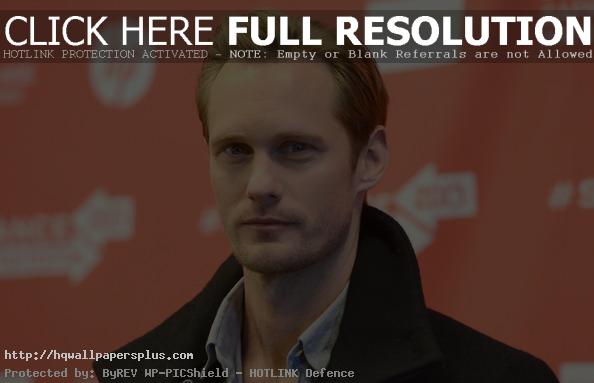 CLICK HERE FULL RESOLUTION
HOTLINK PROTECTION ACTIVATED - NOTE: Empty or Blank Referrals are not Allowed
hp
http://hqwallpapersplus.com
Protected by: ByREV WP-PICShield - HOTLINK Defence